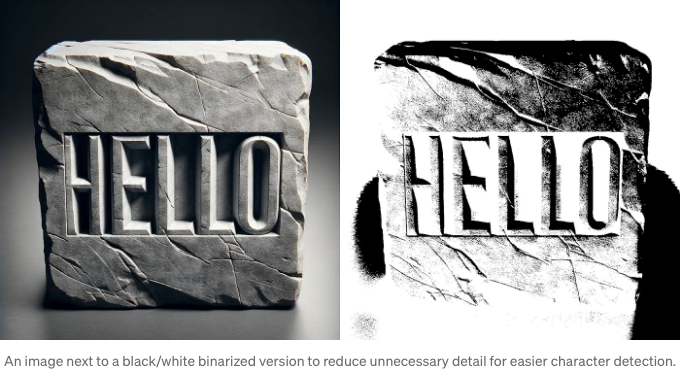 HELLO
HELLO
An image next to a black/white binarized version to reduce unnecessary detail for easier character detection.